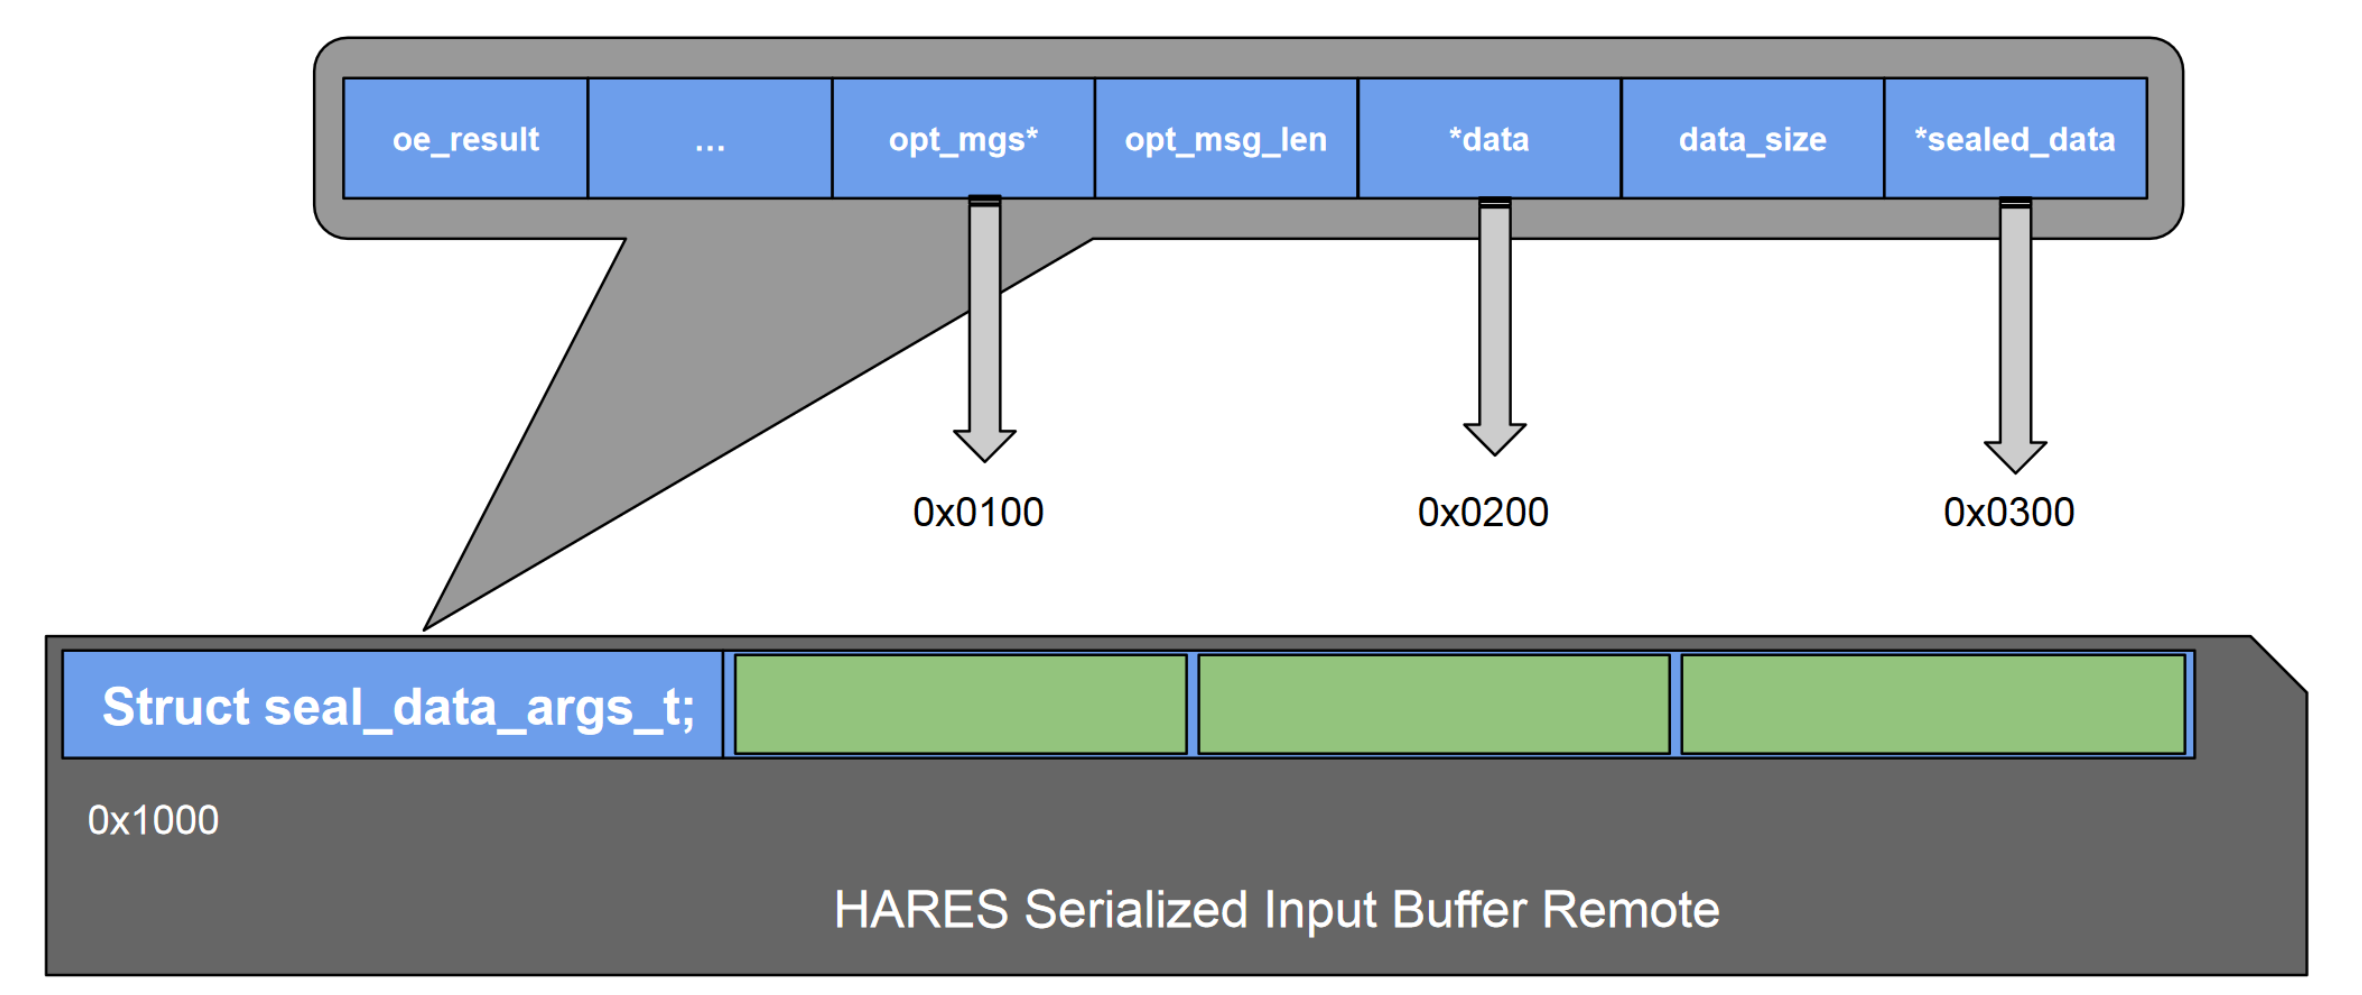 oe_result
...
opt_mgs*
opt_msg_len
*data
data_size
*sealed_data
0x0100
0x0200
0x0300
Struct seal_data_args_t;
0x1000
HARES Serialized Input Buffer Remote